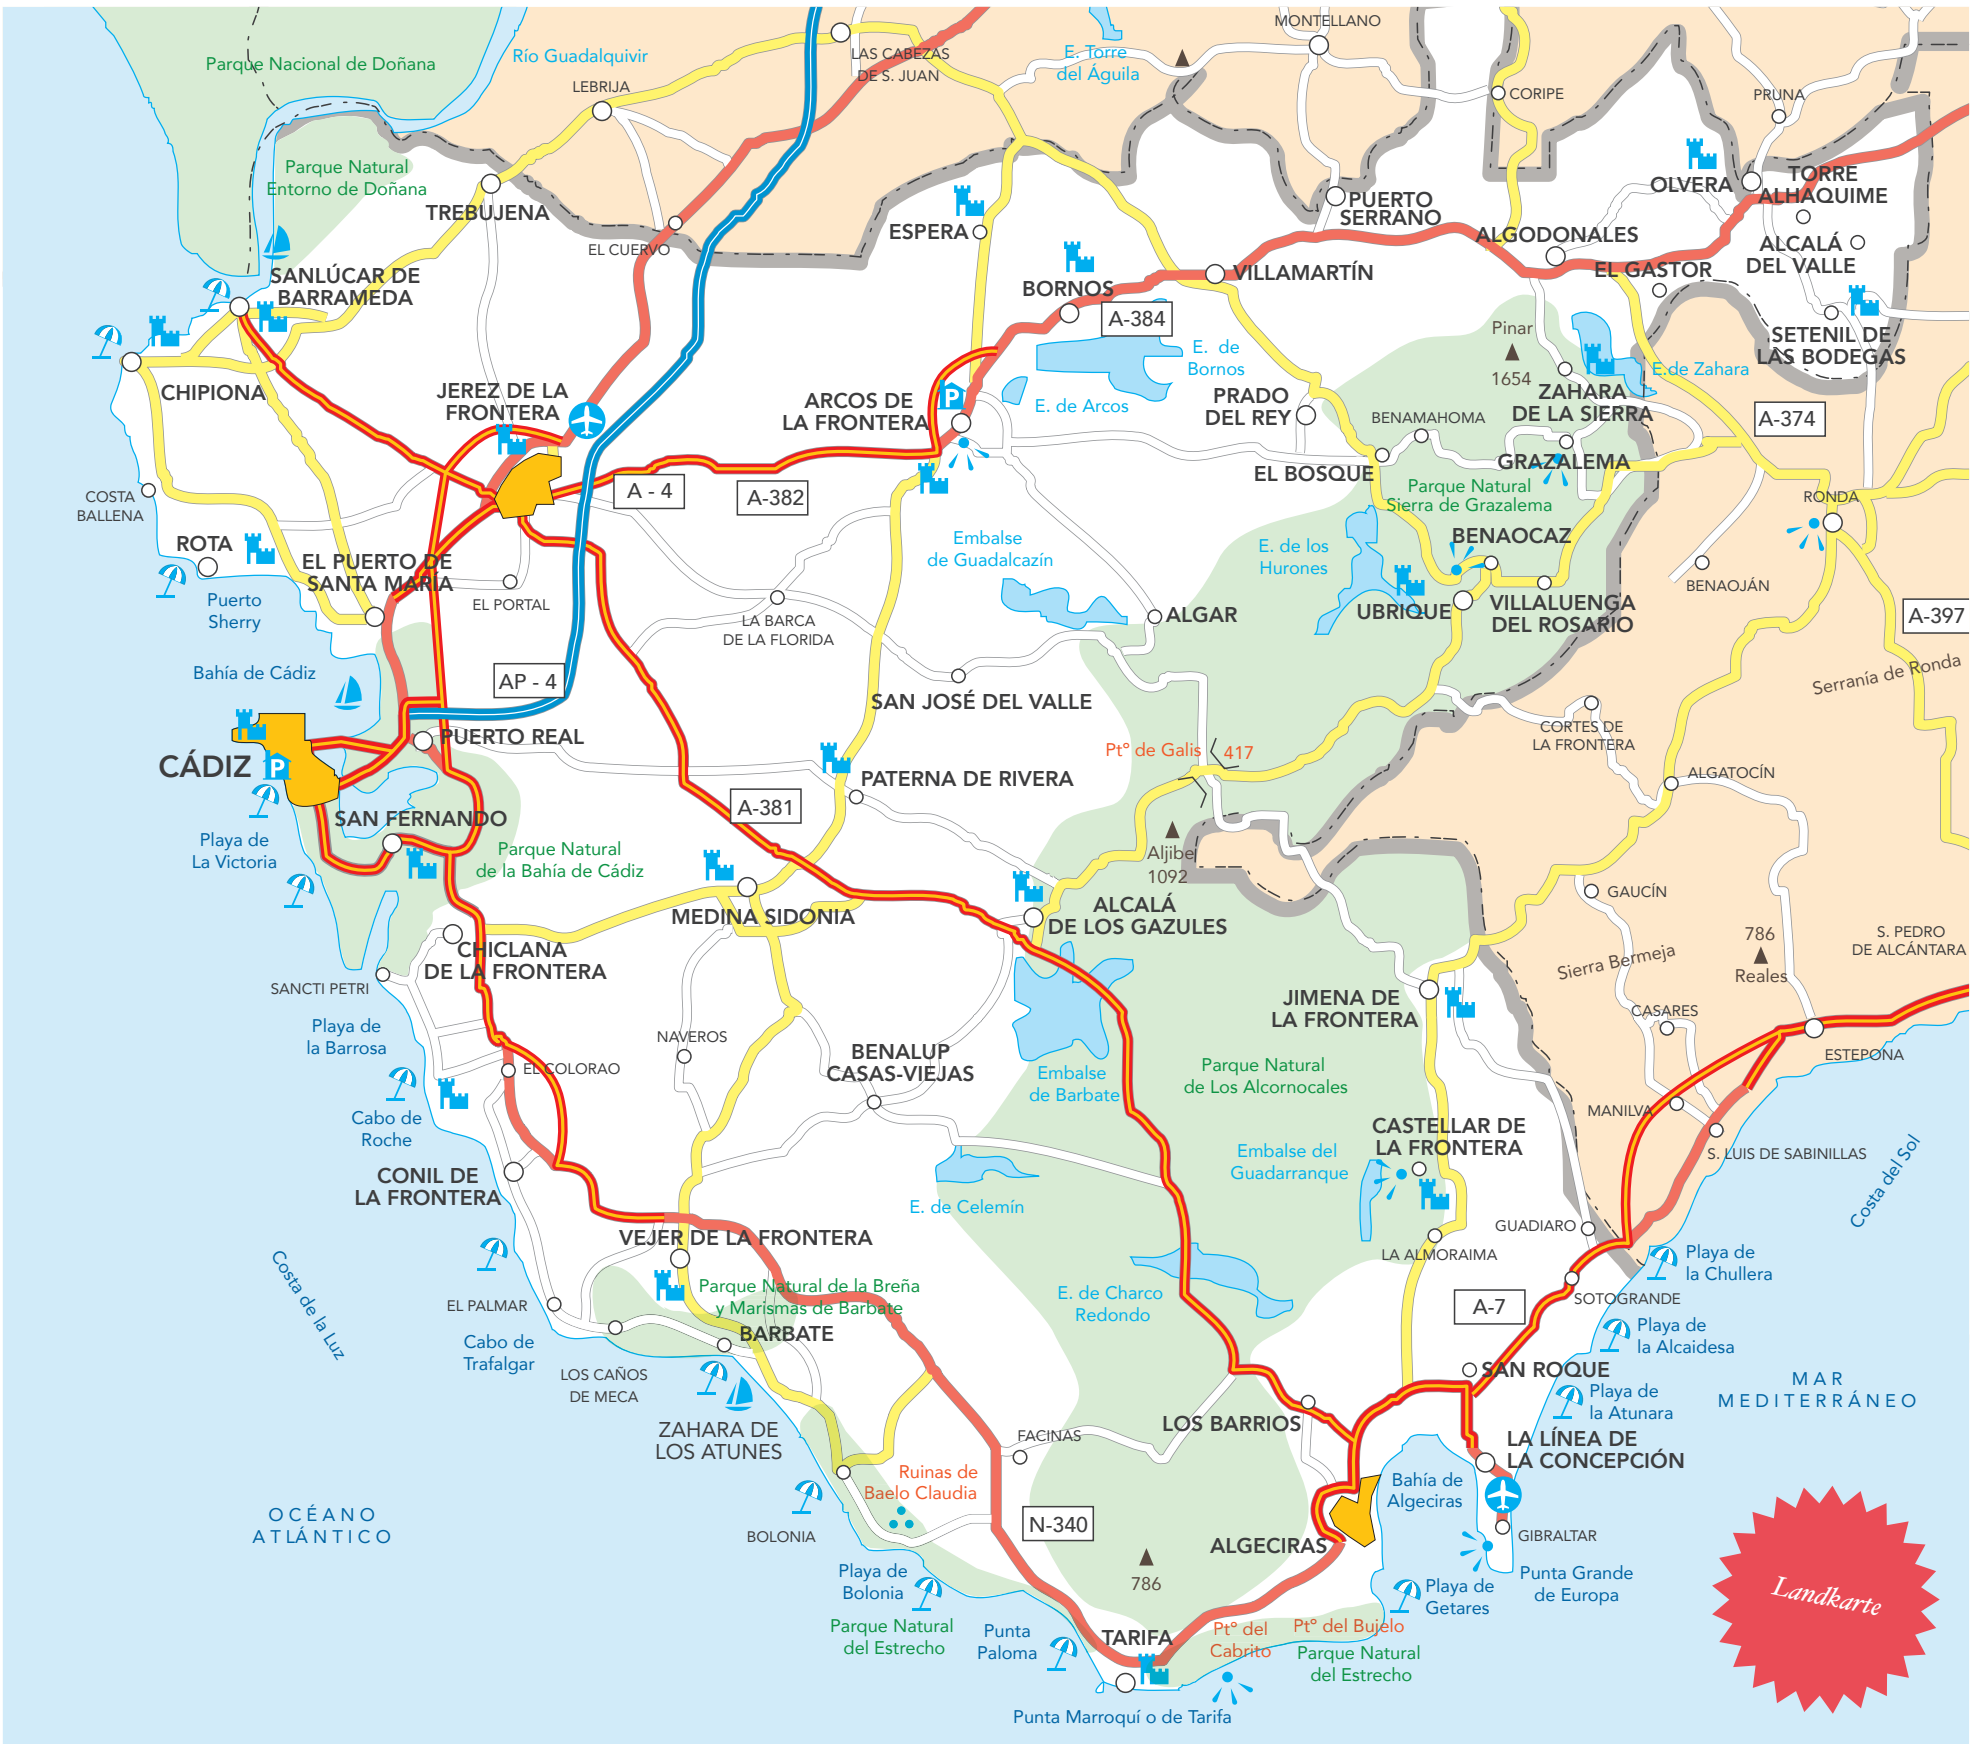 MONTELLANO
Parque Nacional de Doñana
Río Guadalquivir
LAS CABEZAS
DE S. JUAN
E. Torre
del Águila
LEBRIJA
CORIPE
PRUNA
Parque Natural
Entorno de Doñana
TREBUJENA
EL CUERVO
ESPERA
PUERTO
SERRANO
OLVERA
TORRE
ALHAQUIME
ALGODONALES
ALCALÁ
DEL VALLE
EL GASTOR
SANLÚCAR DE
BARRAMEDA
BORNOS
VILLAMARTÍN
A-384
SETENIL DE
LAS BODEGAS
Pinar
1654
E. de
Bornos
E.de Zahara
CHIPIONA
JEREZ DE LA
FRONTERA
ARCOS DE
LA FRONTERA
E. de Arcos
PRADO
DEL REY
BENAMAHOMA
ZAHARA
DE LA SIERRA
A-374
COSTA
BALLENA
A - 4
A-382
EL BOSQUE
GRAZALEMA
Parque Natural
Sierra de Grazalema
RONDA
ROTA
EL PUERTO DE
SANTA MARÍA
Embalse
de Guadalcazín
E. de los
Hurones
BENAOCAZ
BENAOJÁN
Puerto
Sherry
EL PORTAL
LA BARCA
DE LA FLORIDA
ALGAR
UBRIQUE
VILLALUENGA
DEL ROSARIO
A-397
Bahía de Cádiz
AP - 4
SAN JOSÉ DEL VALLE
Serranía de Ronda
PUERTO REAL
CORTES DE
LA FRONTERA
CÁDIZ
P
P
Ptº de Galis
417
PATERNA DE RIVERA
ALGATOCÍN
A-381
SAN FERNANDO
Playa de
La Victoria
Parque Natural
de la Bahía de Cádiz
Aljibe
1092
GAUCÍN
MEDINA SIDONIA
ALCALÁ
DE LOS GAZULES
CHICLANA
DE LA FRONTERA
SANCTI PETRI
Sierra Bermeja
786
Reales
S. PEDRO
DE ALCÁNTARA
Playa de
la Barrosa
NAVEROS
JIMENA DE
LA FRONTERA
CASARES
ESTEPONA
EL COLORAO
BENALUP
CASAS-VIEJAS
Embalse
de Barbate
Parque Natural
de Los Alcornocales
Cabo de
Roche
MANILVA
S. LUIS DE SABINILLAS
CASTELLAR DE
LA FRONTERA
Embalse del
Guadarranque
Costa del Sol
CONIL DE
LA FRONTERA
E. de Celemín
GUADIARO
VEJER DE LA FRONTERA
LA ALMORAIMA
Playa de
la Chullera
Costa de la Luz
Parque Natural de la Breña
y Marismas de Barbate
E. de Charco
Redondo
A-7
SOTOGRANDE
EL PALMAR
Cabo de
Trafalgar
BARBATE
Playa de
la Alcaidesa
LOS CAÑOS
DE MECA
SAN ROQUE
Playa de
la Atunara
MAR
MEDITERRÁNEO
ZAHARA DE
LOS ATUNES
FACINAS
LOS BARRIOS
LA LÍNEA DE
LA CONCEPCIÓN
Ruinas de
Baelo Claudia
Bahía de
Algeciras
OCÉANO
ATLÁNTICO
BOLONIA
N-340
ALGECIRAS
GIBRALTAR
Playa de
Bolonia
786
Playa de
Getares
Punta Grande
de Europa
Landkarte
Parque Natural
del Estrecho
Punta
Paloma
TARIFA
Ptº del
Cabrito
Ptº del Bujelo
Parque Natural
del Estrecho
Punta Marroquí o de Tarifa